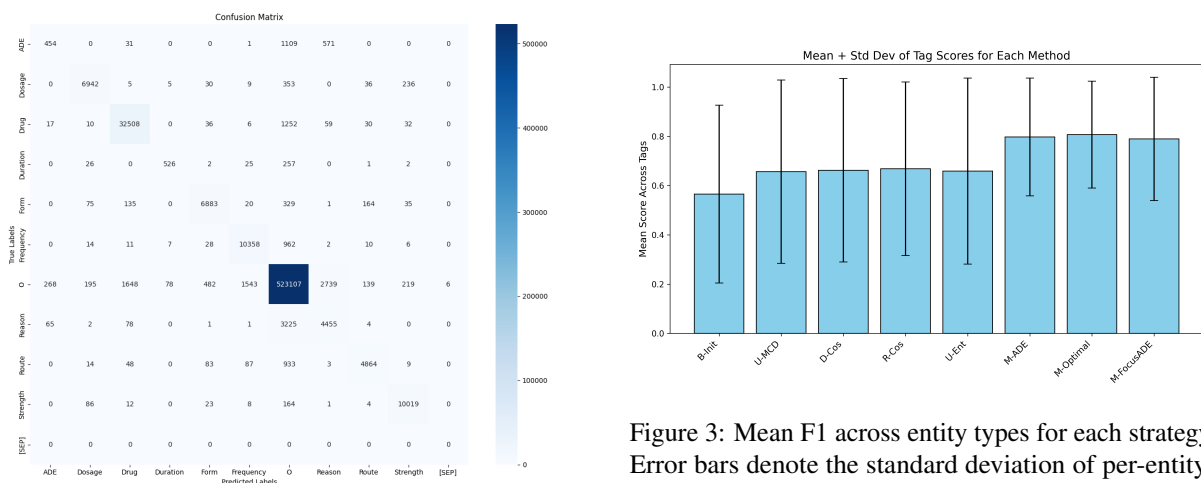 Confusion Matrix
ADE 454 0 31 0 0 1 1109 571 0 0 0
Dosage 0 6942 5 5 30 9 353 0 36 236 0
Drug 17 10 32508 0 36 6 1252 59 30 32 0
Duration 0 26 0 526 2 25 257 0 1 2 0
Form 0 75 135 0 6883 20 329 1 164 35 0
Frequency 0 14 11 7 28 10358 962 2 10 6 0
O 268 195 1648 78 482 1543 523107 2739 139 219 6
Reason 65 2 78 0 1 1 3225 4455 4 0 0
Route 0 14 48 0 83 87 933 3 4864 9 0
Strength 0 86 12 0 23 8 164 1 4 10019 0
[SEP] 0 0 0 0 0 0 0 0 0 0 0
ADE Dosage Drug Duration Form Frequency O Reason Route Strength [SEP]
True Labels
Predicted Labels
500000
400000
300000
200000
100000
0
Mean + Std Dev of Tag Scores for Each Method
Mean Score Across Tags
1.0
0.8
0.6
0.4
0.2
0.0
B-Init U-MCD D-Cos R-Cos U-Ent M-ADE M-Optimal M-FocusADE
Figure 3: Mean F1 across entity types for each strategy
Error bars denote the standard deviation of per-entity